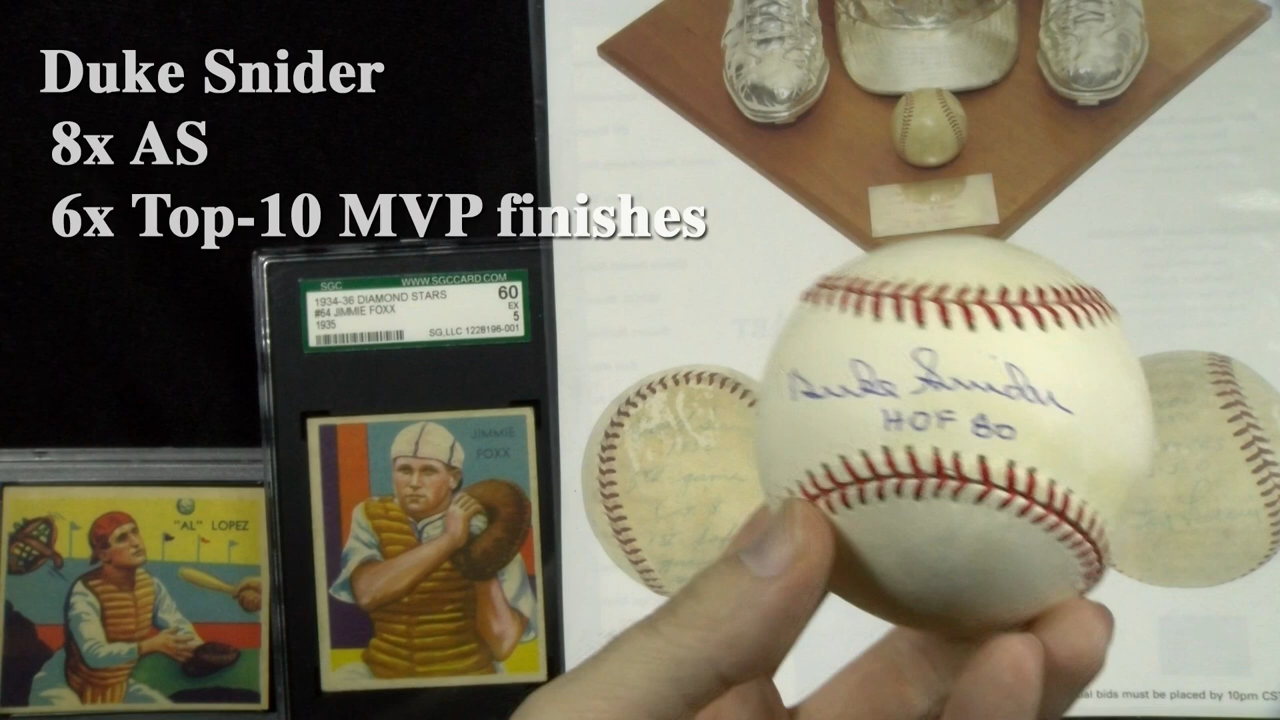 Duke Snider
8x AS
6x Top-10 MVP finishes
SGC WWW.SGCCARD.COM
1934-36 DIAMOND STARS 60
#64 JIMMIE FOXX EX
1935 5
SG,LLC 1228196-001
JIMMIE
FOXX
"AL" LOPEZ
Duke Snider
HOF 80
bids must be placed by 10pm CS